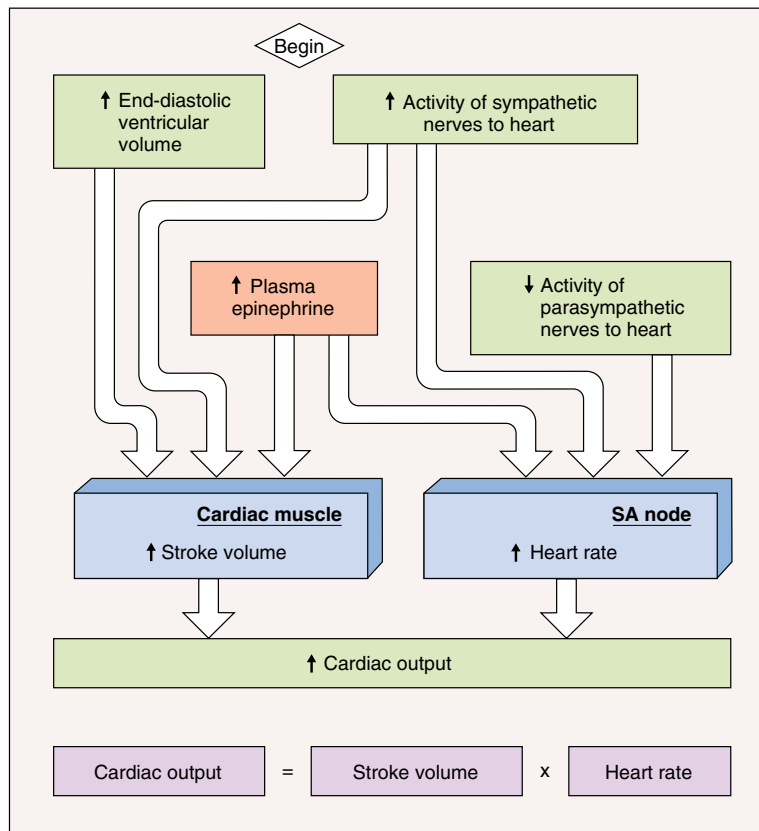 Begin
↑ End-diastolic
ventricular
volume
↑ Activity of sympathetic
nerves to heart
↑ Plasma
epinephrine
↓ Activity of
parasympathetic
nerves to heart
Cardiac muscle
↑ Stroke volume
SA node
↑ Heart rate
↑ Cardiac output
Cardiac output = Stroke volume x Heart rate